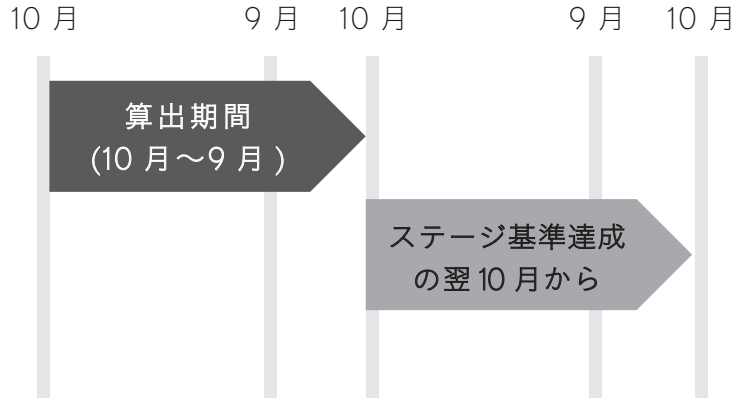 10 月 9 月 10 月 9 月 10 月
算出期間
(10 月～9 月 )
ステージ基準達成
の翌 10 月から